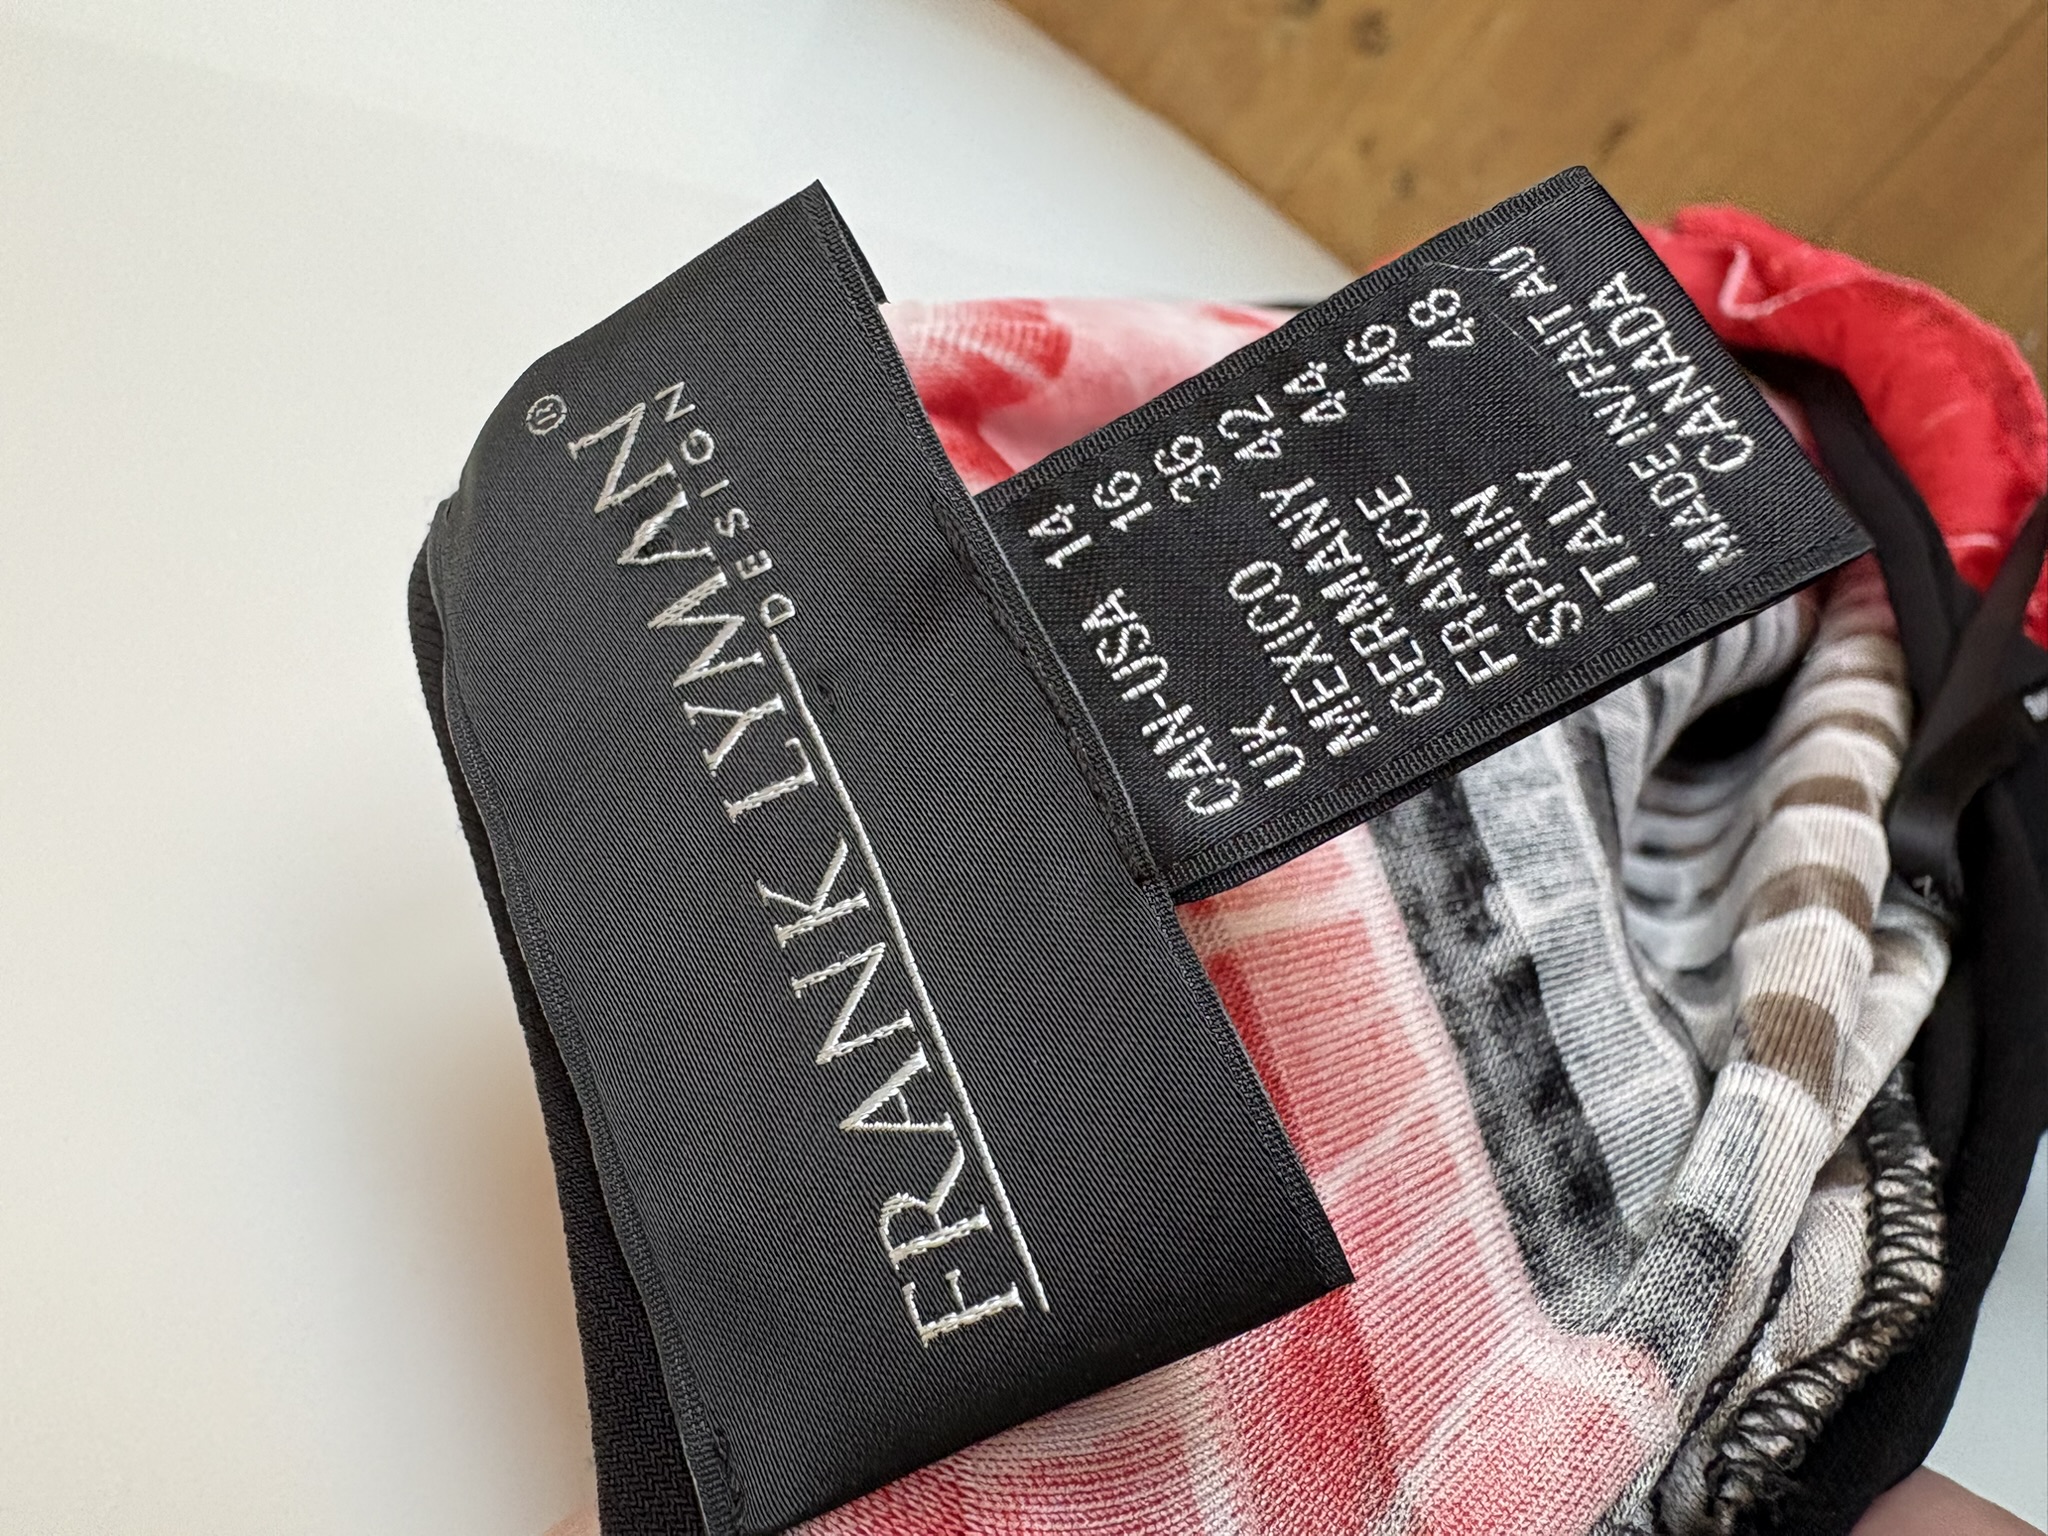 FRANK LYMAN®
DESIGN
CAN-USA 14
UK 16
MEXICO 36
GERMANY 42
FRANCE 44
SPAIN 46
ITALY 48
MADE IN/FAIT AU
CANADA